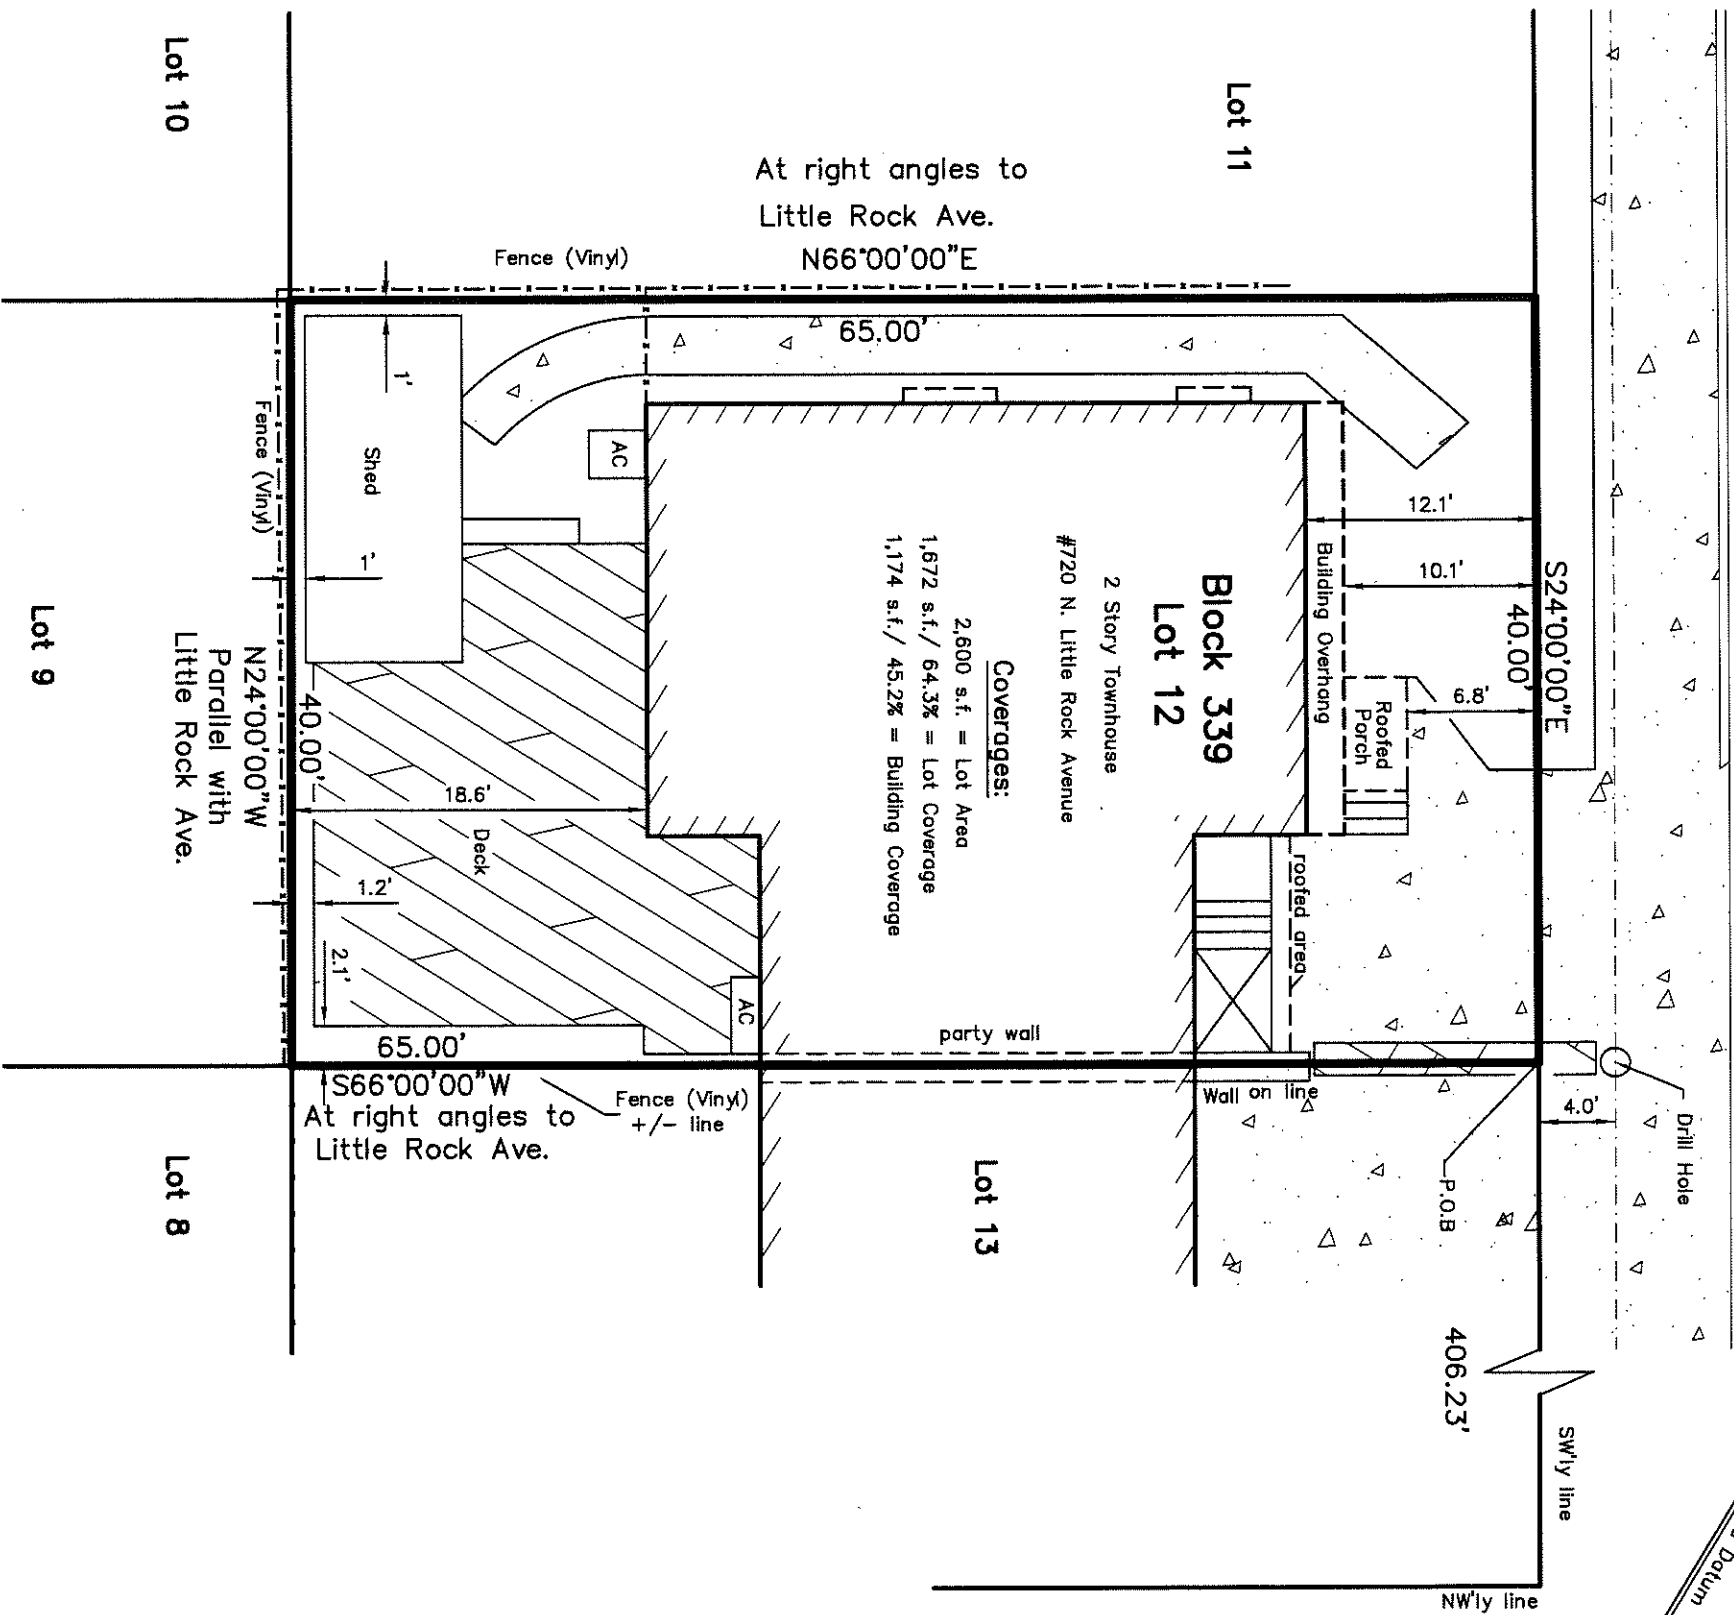 Lot 10
Lot 11
At right angles to
Little Rock Ave.
N66°00'00"E
Fence (Vinyl)
65.00'
1'
Fence (Vinyl)
Shed
1'
AC
12.1'
10.1'
6.8'
S24°00'00"E
40.00'
Building Overhang
Roofed
Porch
Block 339
Lot 12
2 Story Townhouse
#720 N. Little Rock Avenue
Coverages:
2,600 s.f. = Lot Area
1,672 s.f./ 64.3% = Lot Coverage
1,174 s.f./ 45.2% = Building Coverage
Lot 9
N24°00'00"W
Parallel with
Little Rock Ave.
40.00'
18.6'
Deck
1.2'
2.1'
AC
roofed area
party wall
65.00'
S66°00'00"W
At right angles to
Little Rock Ave.
Fence (Vinyl)
+/- line
Wall on line
4.0'
Drill Hole
P.O.B
Lot 8
Lot 13
406.23'
SW'ly line
NW'ly line
Datum